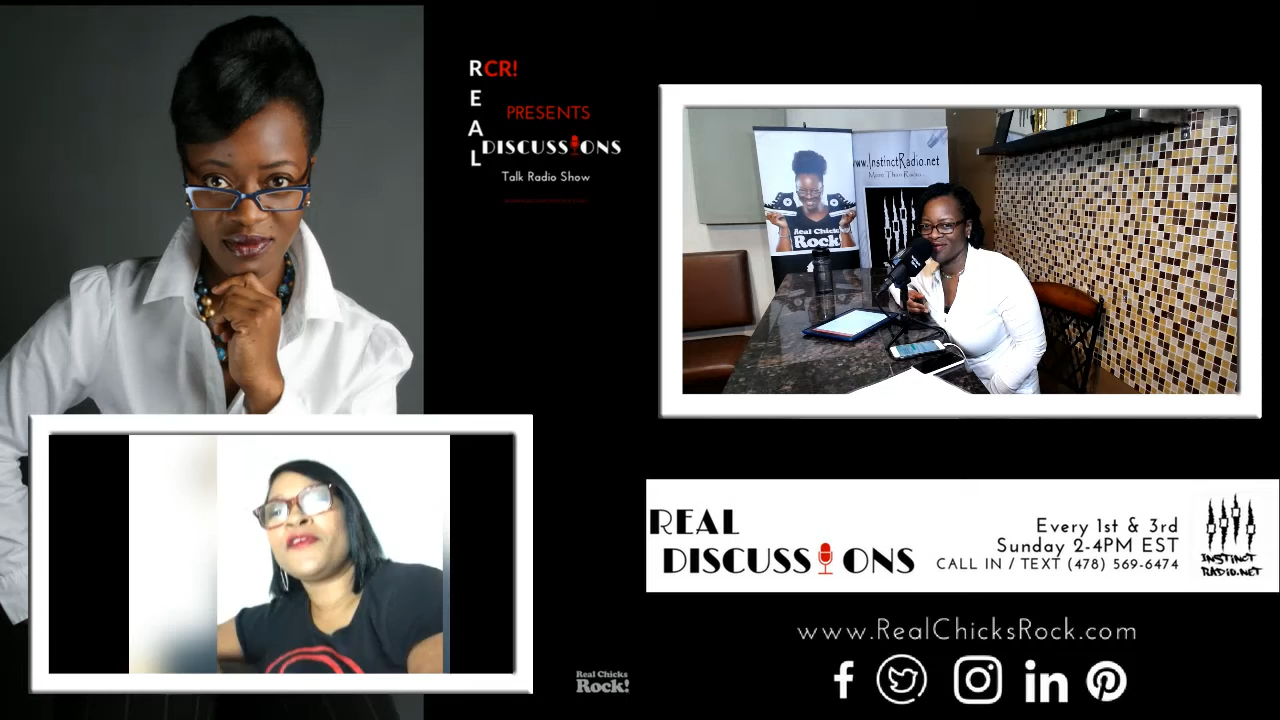 RCR!
REAL
PRESENTS
DISCUSSIONS
Talk Radio Show
www.InstinctRadio.net
More Than Radio
Real Chicks
Rock!
REAL
DISCUSSIONS
Every 1st & 3rd
Sunday 2-4PM EST
CALL IN / TEXT (478) 569-6474
INSTINCT
RADIO.NET
www.RealChicksRock.com
Real Chicks
Rock!